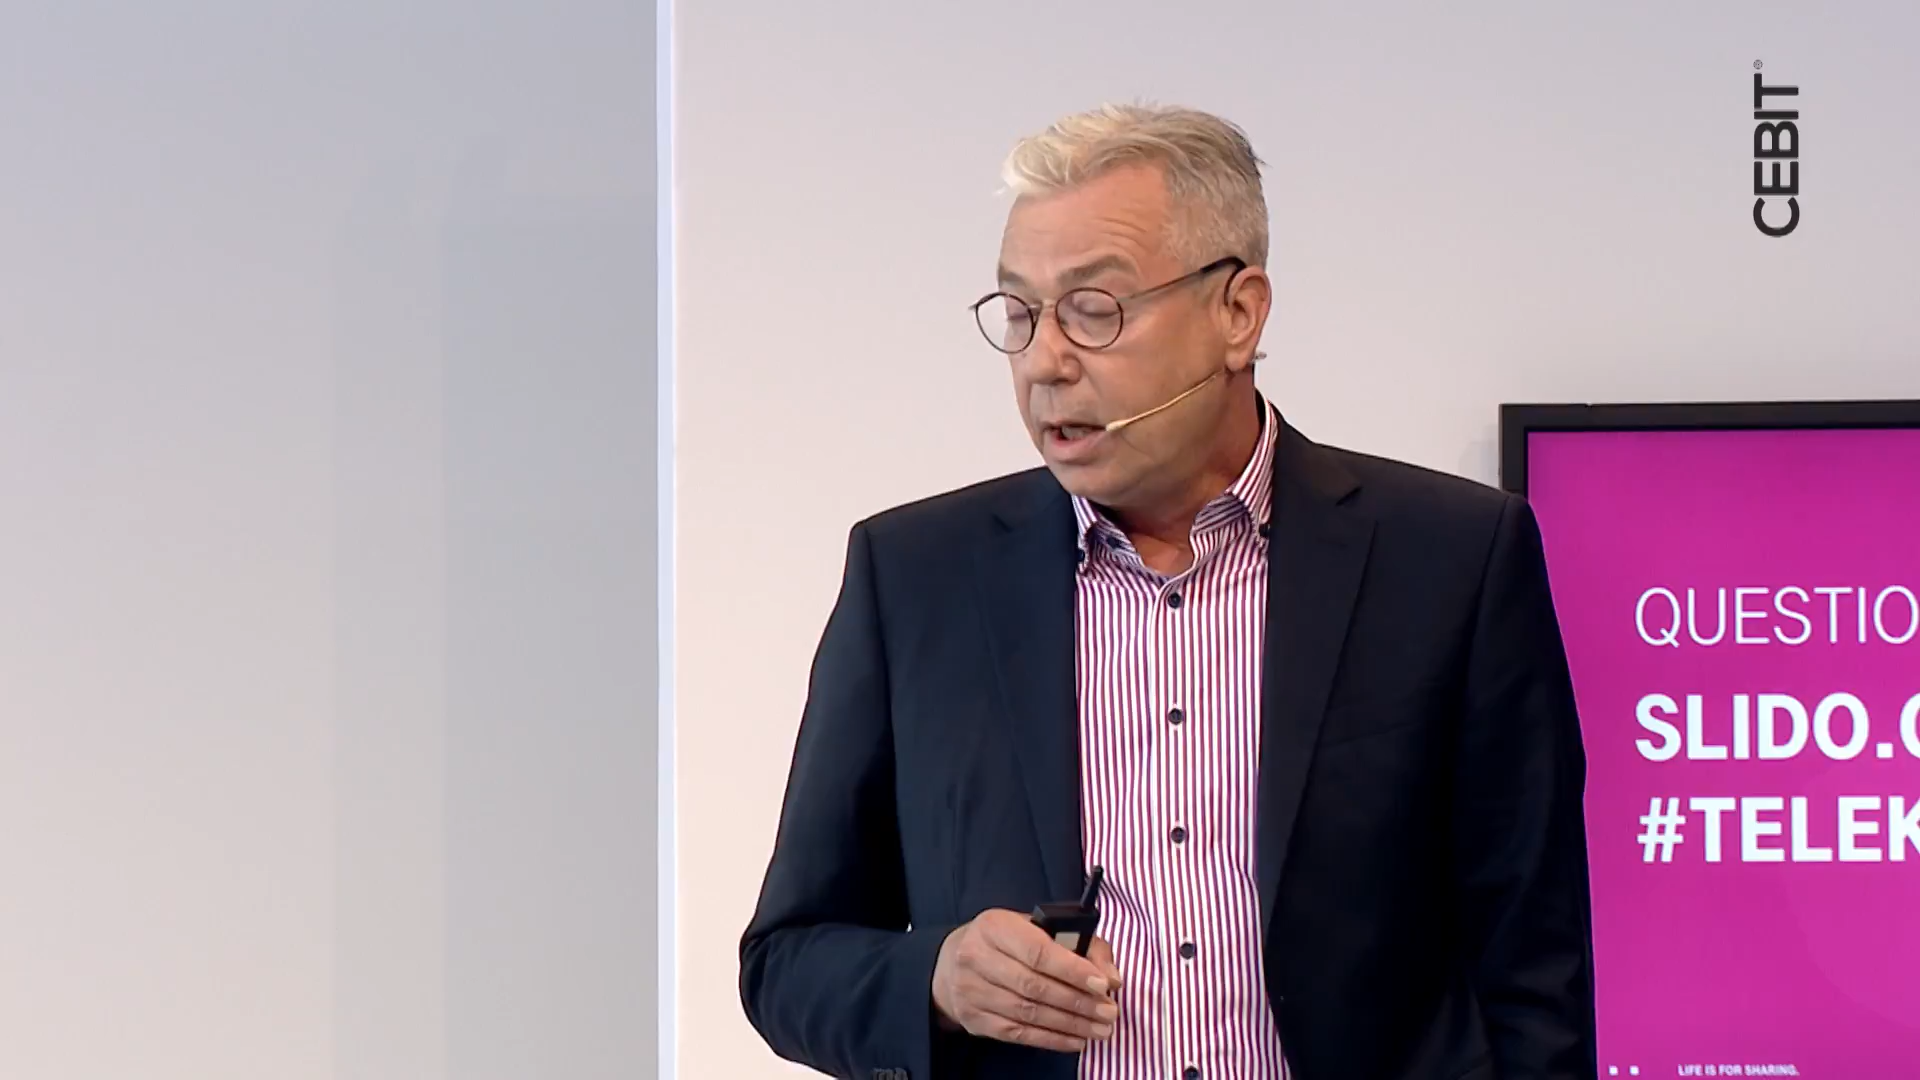 CEBIT®
QUESTIO
SLIDO.
#TELEK
LIFE IS FOR SHARING.